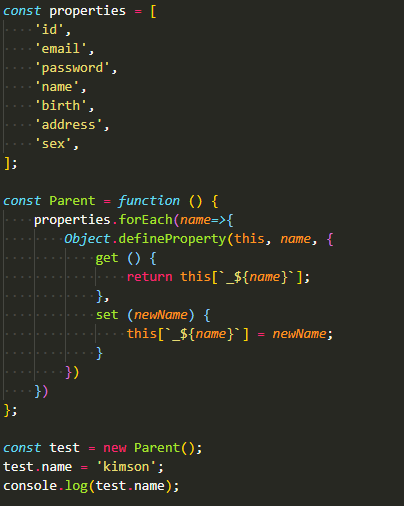 const properties = [
    'id',
    'email',
    'password',
    'name',
    'birth',
    'address',
    'sex',
];

const Parent = function () {
    properties.forEach(name=>{
        Object.defineProperty(this, name, {
            get () {
                return this[`_${name}`];
            },
            set (newName) {
                this[`_${name}`] = newName;
            }
        })
    })
};

const test = new Parent();
test.name = 'kimson';
console.log(test.name);